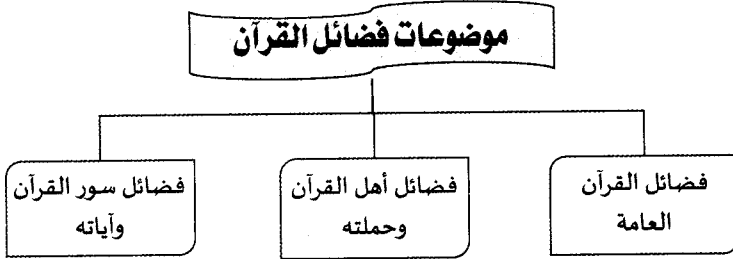 موضوعات فضائل القرآن
فضائل القرآن
العامة
فضائل أهل القرآن
وحملته
فضائل سور القرآن
وآياته